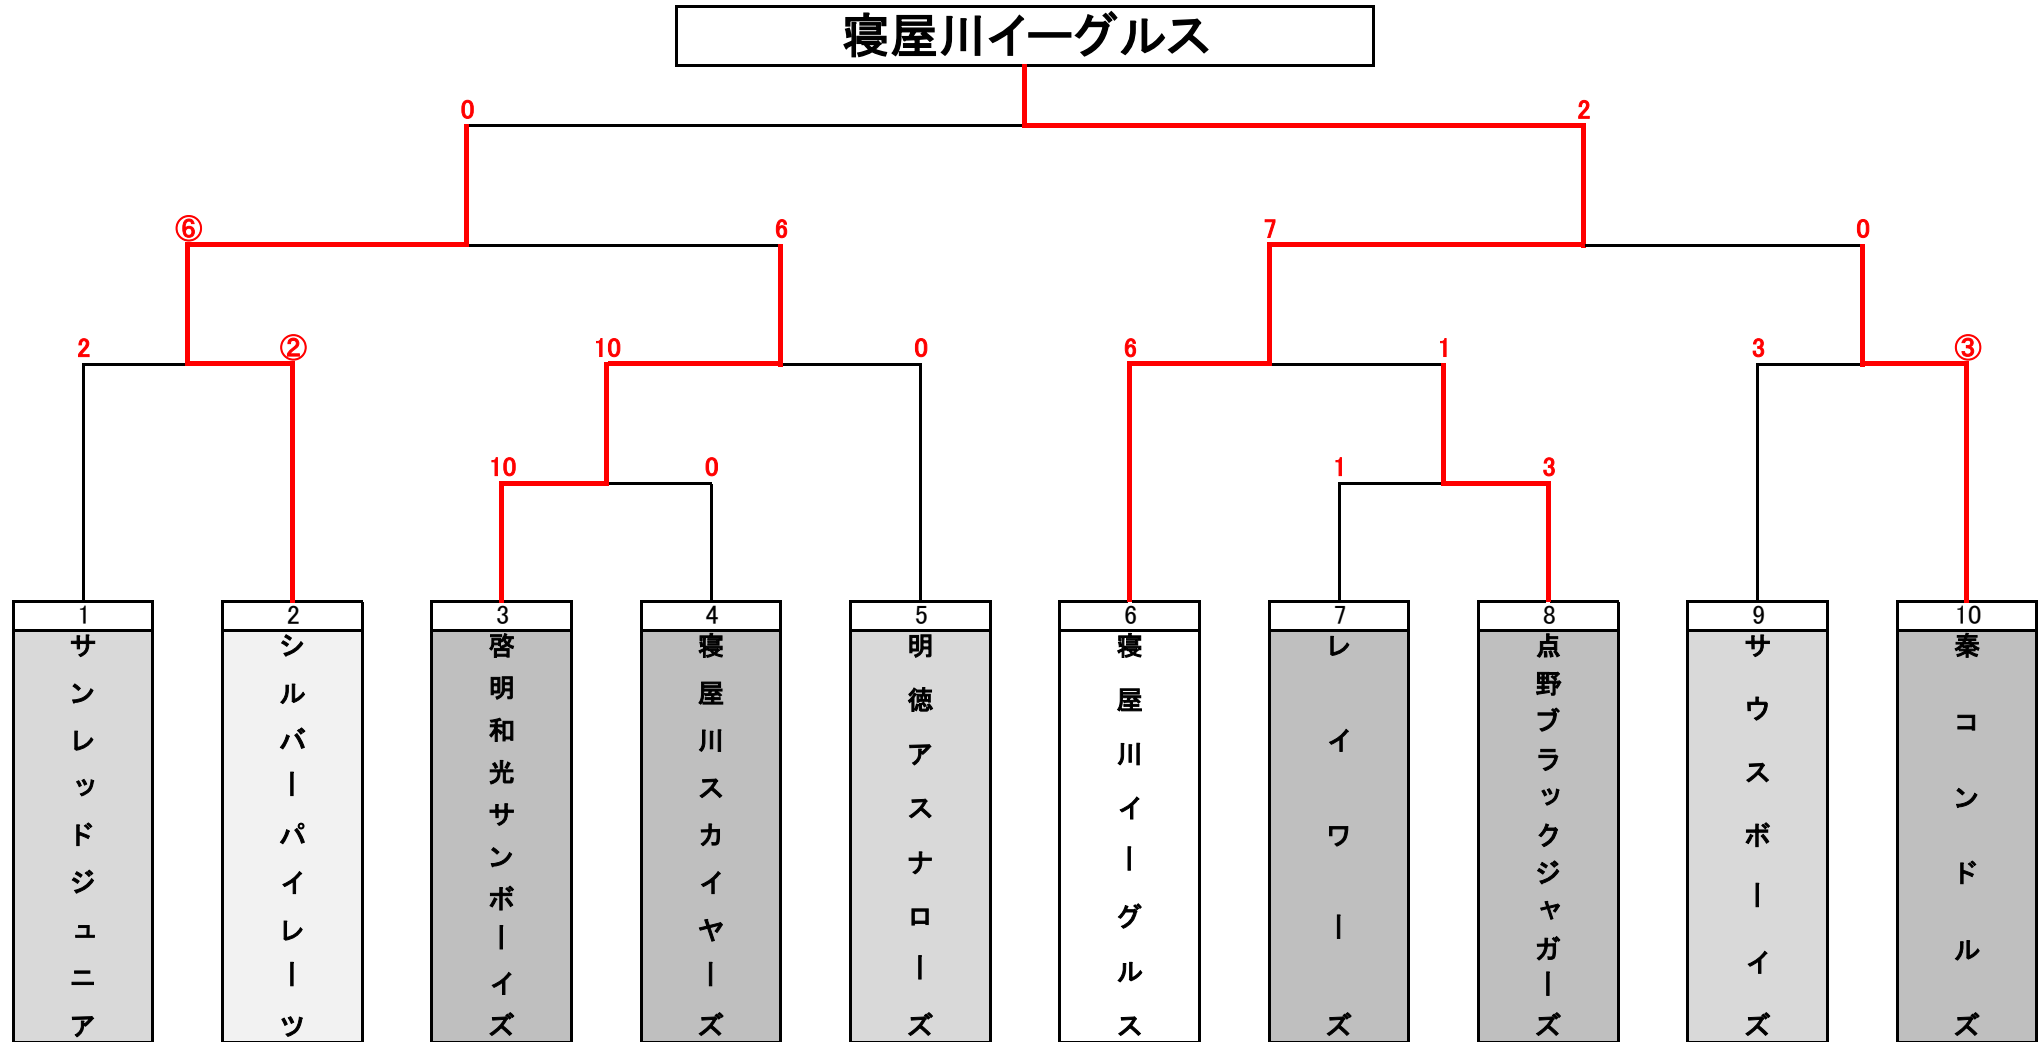 寝屋川イーグルス
0 2
⑥ 6 7 0
2 ② 10 0 6 1 3 ③
10 0 1 3
1 2 3 4 5 6 7 8 9 10
サンレッドジュニア
シルバーパイレーツ
啓明和光サンボーイズ
寝屋川スカイヤーズ
明徳アスナローズ
寝屋川イーグルス
レイワーズ
点野ブラックジャガーズ
サウスボーイズ
秦コンドルズ